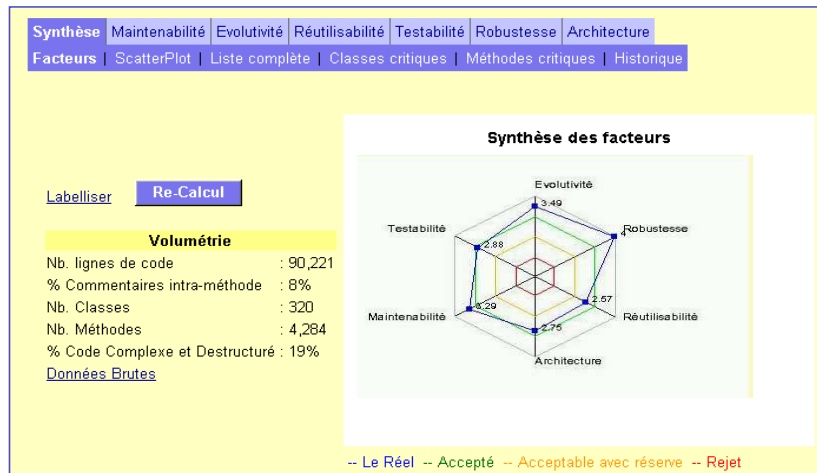 Synthèse Maintenabilité Evolutivité Réutilisabilité Testabilité Robustesse Architecture
Facteurs | ScatterPlot | Liste complète | Classes critiques | Méthodes critiques | Historique
Labelliser Re-Calcul
Volumétrie
Nb. lignes de code : 90,221
% Commentaires intra-méthode : 8%
Nb. Classes : 320
Nb. Méthodes : 4,284
% Code Complexe et Destructuré : 19%
Données Brutes
Synthèse des facteurs
Evolutivité
3.49
Testabilité
4 Robustesse
2.88
Maintenabilité
3.29
2.57
Réutilisabilité
2.75
Architecture
-- Le Réel -- Accepté -- Acceptable avec réserve -- Rejet